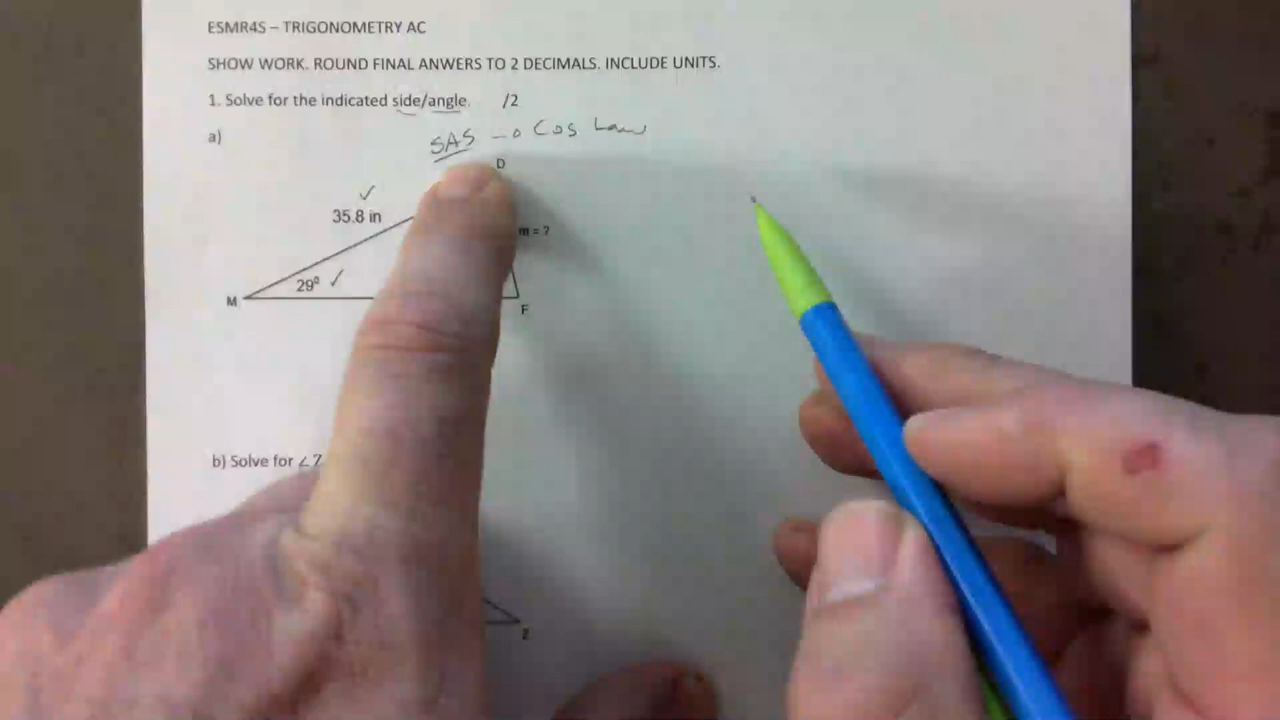 ESMR4S – TRIGONOMETRY AC
SHOW WORK. ROUND FINAL ANWERS TO 2 DECIMALS. INCLUDE UNITS.
1. Solve for the indicated side/angle. /2
a)
SAS → Cos Law
D
35.8 in
m = ?
29⁰
M
F
b) Solve for ∠?
Z